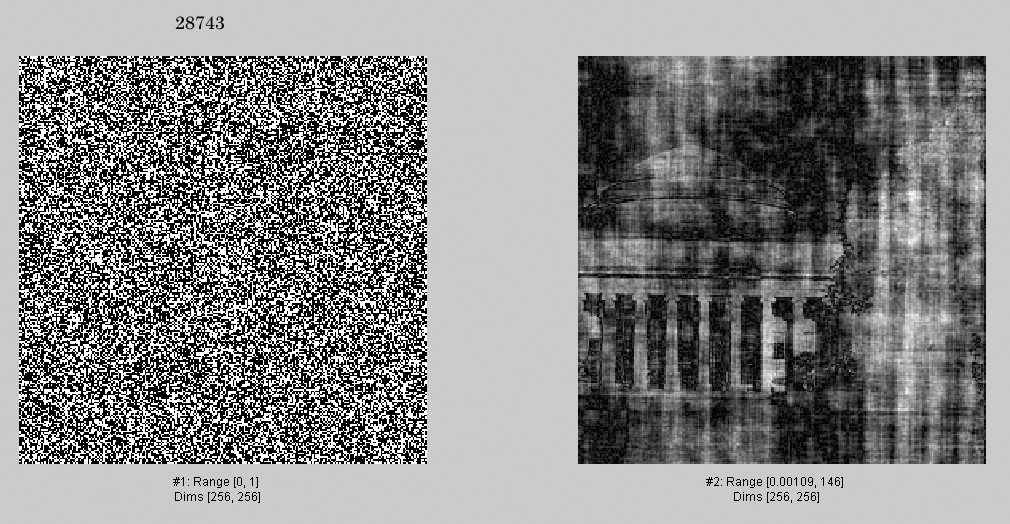 28743
#1: Range [0, 1]
Dims [256, 256]
#2: Range [0.00109, 146]
Dims [256, 256]